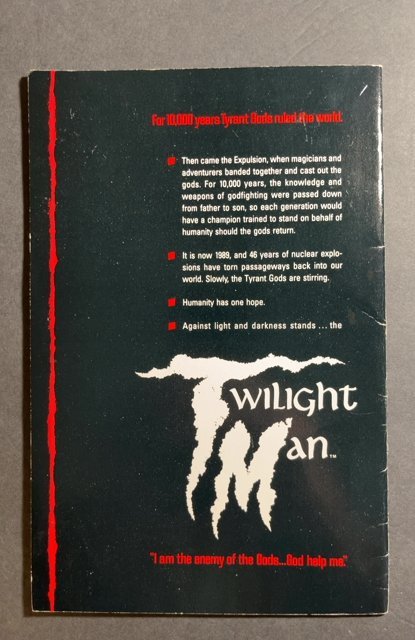 For 10,000 years Tyrant Gods ruled the world.
Then came the Expulsion, when magicians and
adventurers banded together and cast out the
gods. For 10,000 years, the knowledge and
weapons of godfighting were passed down
from father to son, so each generation would
have a champion trained to stand on behalf of
humanity should the gods return.
It is now 1989, and 46 years of nuclear explo-
sions have torn passageways back into our
world. Slowly, the Tyrant Gods are stirring.
Humanity has one hope.
Against light and darkness stands ... the
Twilight
Man™
"I am the enemy of the Gods...God help me."